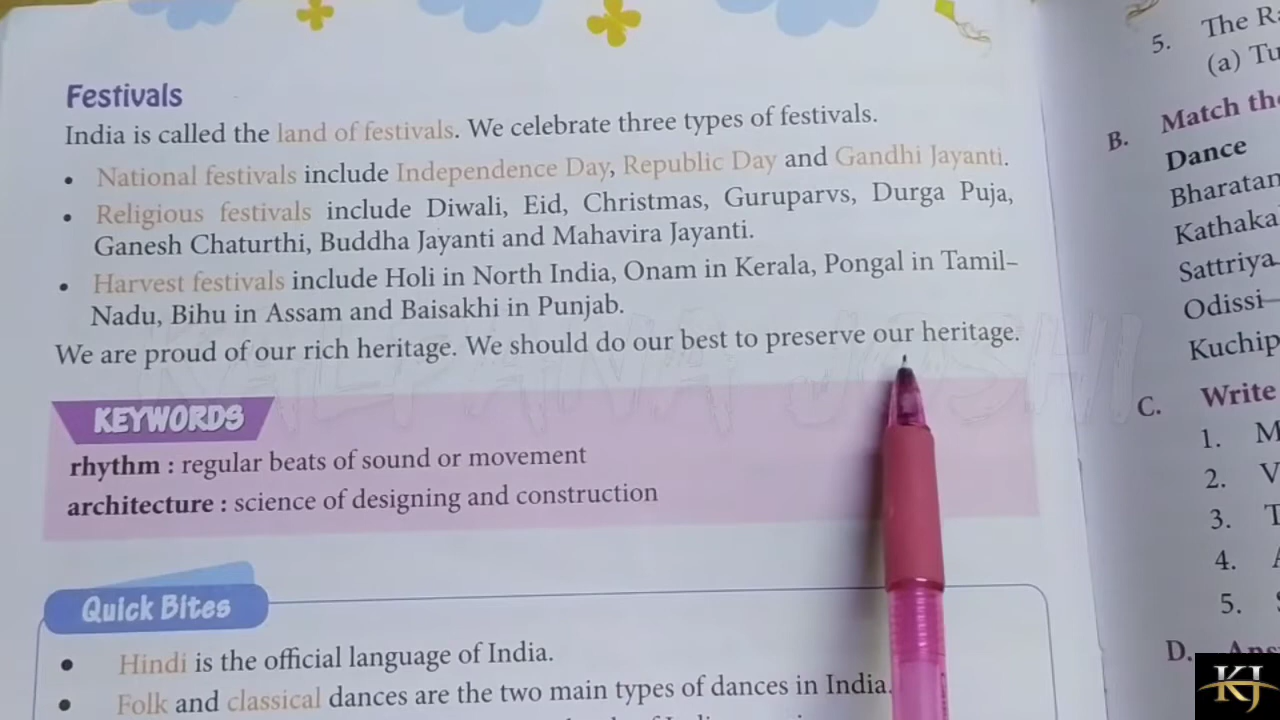 Festivals
India is called the land of festivals. We celebrate three types of festivals.
• National festivals include Independence Day, Republic Day and Gandhi Jayanti.
• Religious festivals include Diwali, Eid, Christmas, Guruparvs, Durga Puja,
Ganesh Chaturthi, Buddha Jayanti and Mahavira Jayanti.
• Harvest festivals include Holi in North India, Onam in Kerala, Pongal in Tamil–
Nadu, Bihu in Assam and Baisakhi in Punjab.
We are proud of our rich heritage. We should do our best to preserve our heritage.
KEYWORDS
rhythm : regular beats of sound or movement
architecture : science of designing and construction
Quick Bites
• Hindi is the official language of India.
• Folk and classical dances are the two main types of dances in India.
5. The
(a)
B. Match the
Dance
Sattriya
Odissi
C. Write
1.
2.
3.
4.
5.
D.
KALPANA JOSHI
KJ